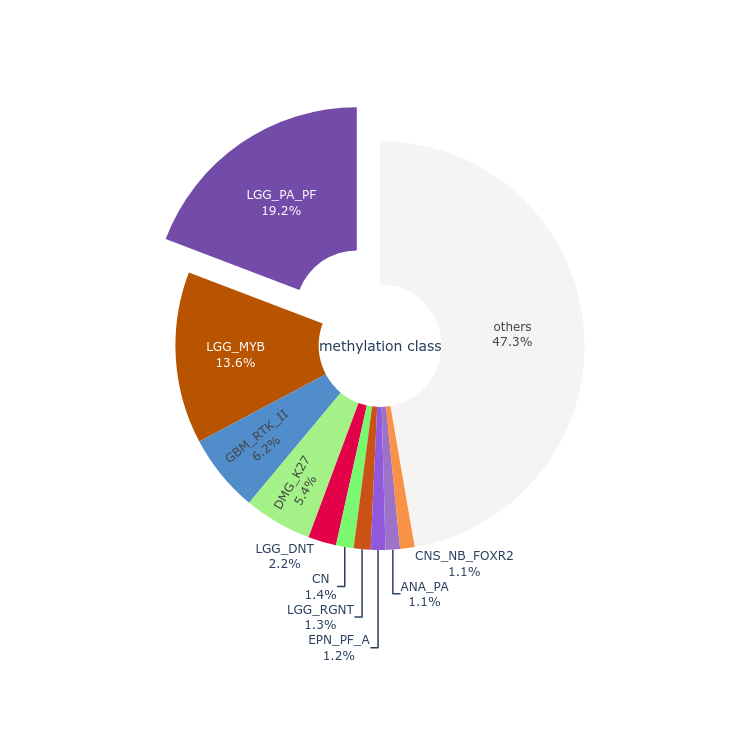 LGG_PA_PF
19.2%
others
47.3%
methylation class
LGG_MYB
13.6%
GBM_RTK_II
6.2%
DMG_K27
5.4%
LGG_DNT
2.2%
CN
1.4%
LGG_RGNT
1.3%
EPN_PF_A
1.2%
ANA_PA
1.1%
CNS_NB_FOXR2
1.1%